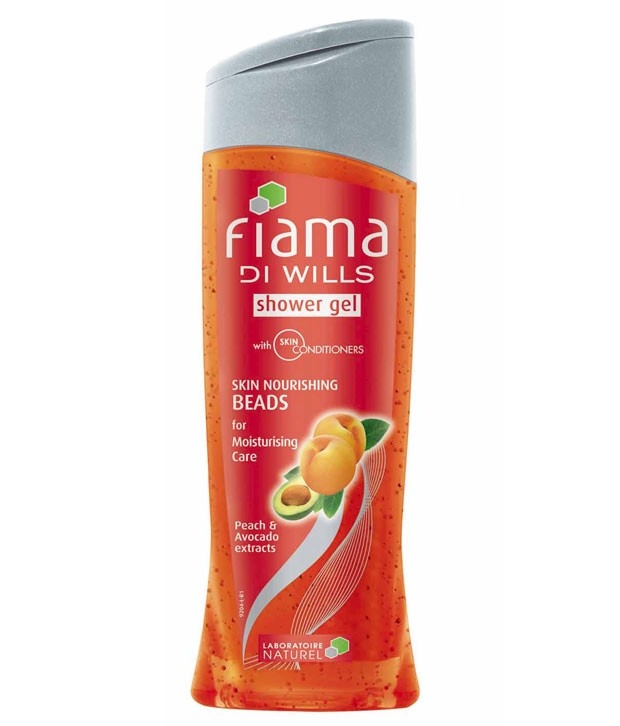 fiama
DI WILLS
shower gel
with SKIN CONDITIONERS
SKIN NOURISHING
BEADS
for
Moisturising
Care
Peach &
Avocado
extracts
LABORATOIRE
NATUREL